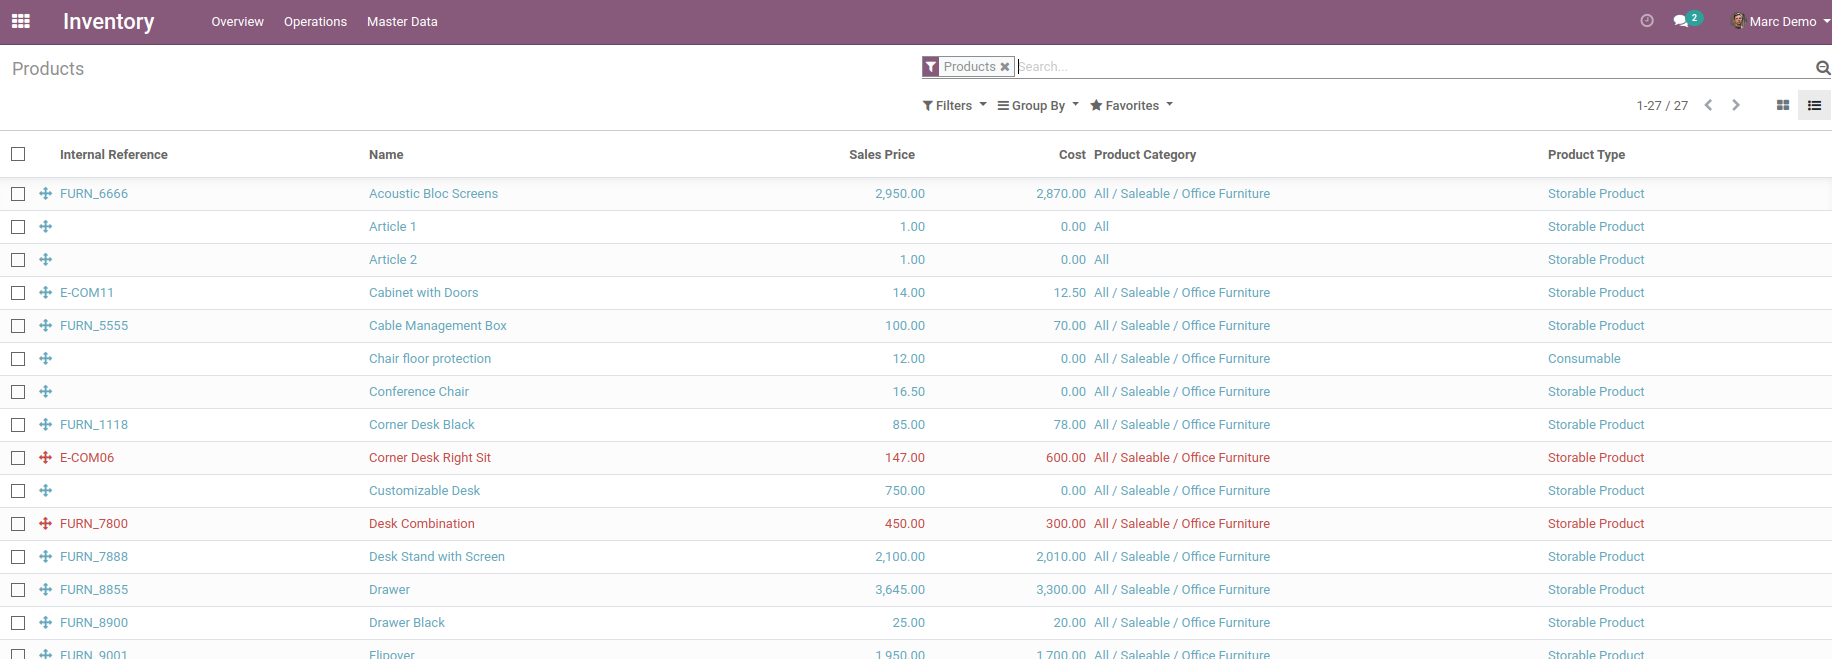 Inventory Overview Operations Master Data 2 Marc Demo
Products Products Search...
Filters Group By Favorites 1-27 / 27
Internal Reference Name Sales Price Cost Product Category Product Type
FURN_6666 Acoustic Bloc Screens 2,950.00 2,870.00 All / Saleable / Office Furniture Storable Product
Article 1 1.00 0.00 All Storable Product
Article 2 1.00 0.00 All Storable Product
E-COM11 Cabinet with Doors 14.00 12.50 All / Saleable / Office Furniture Storable Product
FURN_5555 Cable Management Box 100.00 70.00 All / Saleable / Office Furniture Storable Product
Chair floor protection 12.00 0.00 All / Saleable / Office Furniture Consumable
Conference Chair 16.50 0.00 All / Saleable / Office Furniture Storable Product
FURN_1118 Corner Desk Black 85.00 78.00 All / Saleable / Office Furniture Storable Product
E-COM06 Corner Desk Right Sit 147.00 600.00 All / Saleable / Office Furniture Storable Product
Customizable Desk 750.00 0.00 All / Saleable / Office Furniture Storable Product
FURN_7800 Desk Combination 450.00 300.00 All / Saleable / Office Furniture Storable Product
FURN_7888 Desk Stand with Screen 2,100.00 2,010.00 All / Saleable / Office Furniture Storable Product
FURN_8855 Drawer 3,645.00 3,300.00 All / Saleable / Office Furniture Storable Product
FURN_8900 Drawer Black 25.00 20.00 All / Saleable / Office Furniture Storable Product
FURN_9001 Flipover 1,950.00 1,700.00 All / Saleable / Office Furniture Storable Product